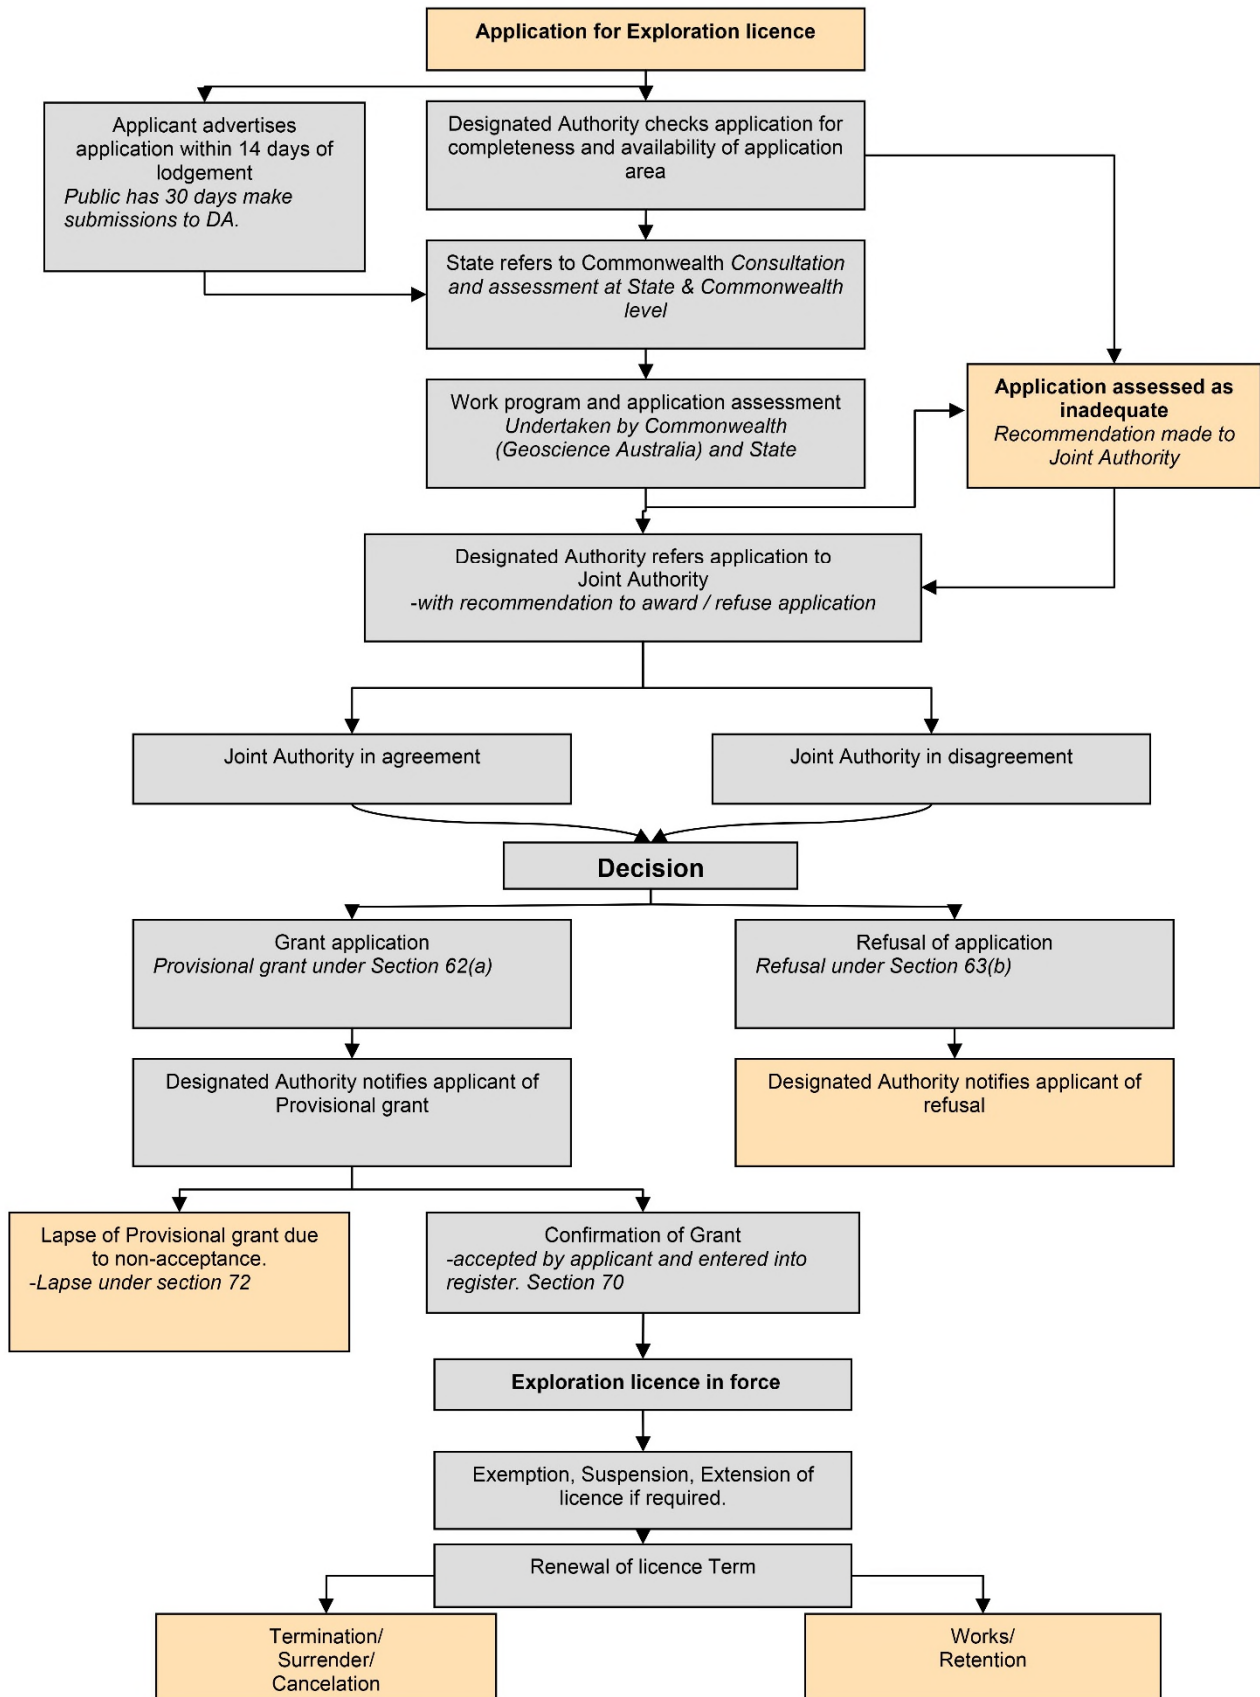 Application for Exploration licence
Applicant advertises
application within 14 days of
lodgement
Public has 30 days make
submissions to DA.
Designated Authority checks application for
completeness and availability of application
area
State refers to Commonwealth Consultation
and assessment at State & Commonwealth
level
Work program and application assessment
Undertaken by Commonwealth
(Geoscience Australia) and State
Application assessed as
inadequate
Recommendation made to
Joint Authority
Designated Authority refers application to
Joint Authority
-with recommendation to award / refuse application
Joint Authority in agreement
Joint Authority in disagreement
Decision
Grant application
Provisional grant under Section 62(a)
Refusal of application
Refusal under Section 63(b)
Designated Authority notifies applicant of
Provisional grant
Designated Authority notifies applicant of
refusal
Lapse of Provisional grant due
to non-acceptance.
-Lapse under section 72
Confirmation of Grant
-accepted by applicant and entered into
register. Section 70
Exploration licence in force
Exemption, Suspension, Extension of
licence if required.
Renewal of licence Term
Termination/
Surrender/
Cancelation
Works/
Retention